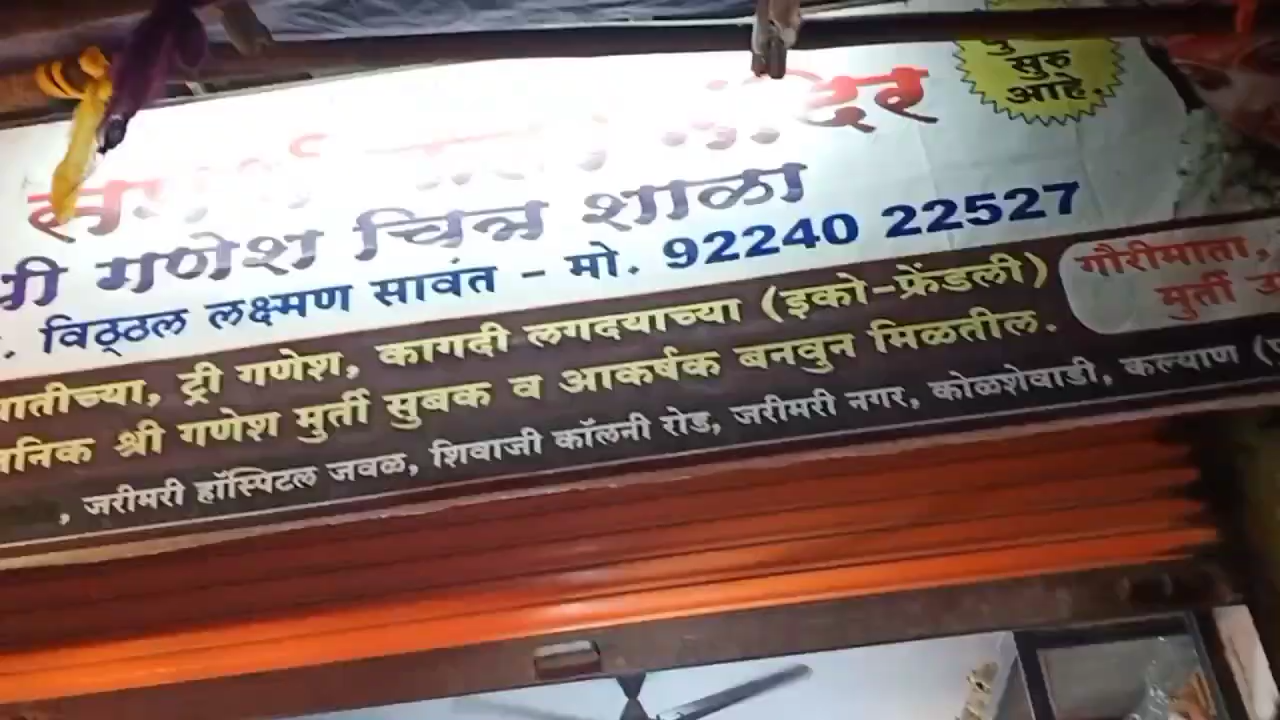 सुरु
आहे.
गणेश चित्र शाळा
विठ्ठल लक्ष्मण सावंत - मो. 92240 22527
ट्री गणेश, कागदी लगदयाच्या (इको-फ्रेंडली)
श्री गणेश मुर्ती सुबक व आकर्षक बनवुन मिळतील.
गौरीमाता,
मुर्ती
, जरीमरी हॉस्पिटल जवळ, शिवाजी कॉलनी रोड, जरीमरी नगर, कोळशेवाडी, कल्याण